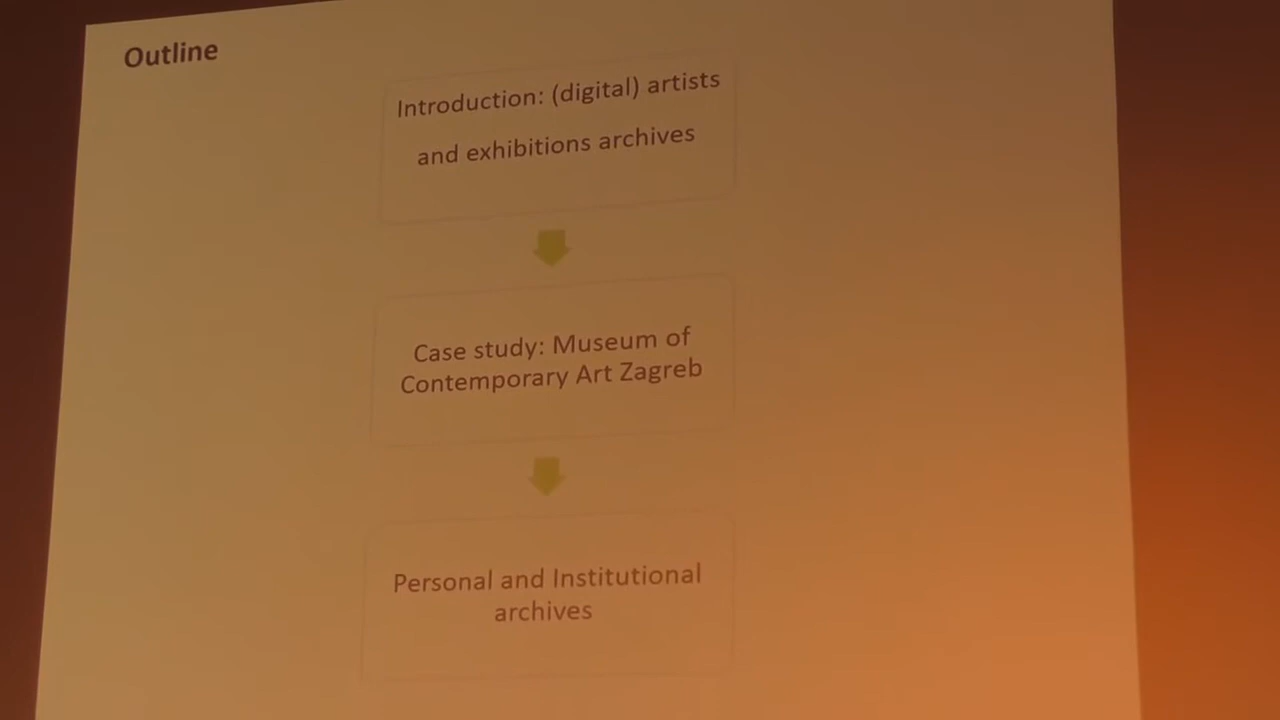 Outline
Introduction: (digital) artists
and exhibitions archives
Case study: Museum of
Contemporary Art Zagreb
Personal and Institutional
archives